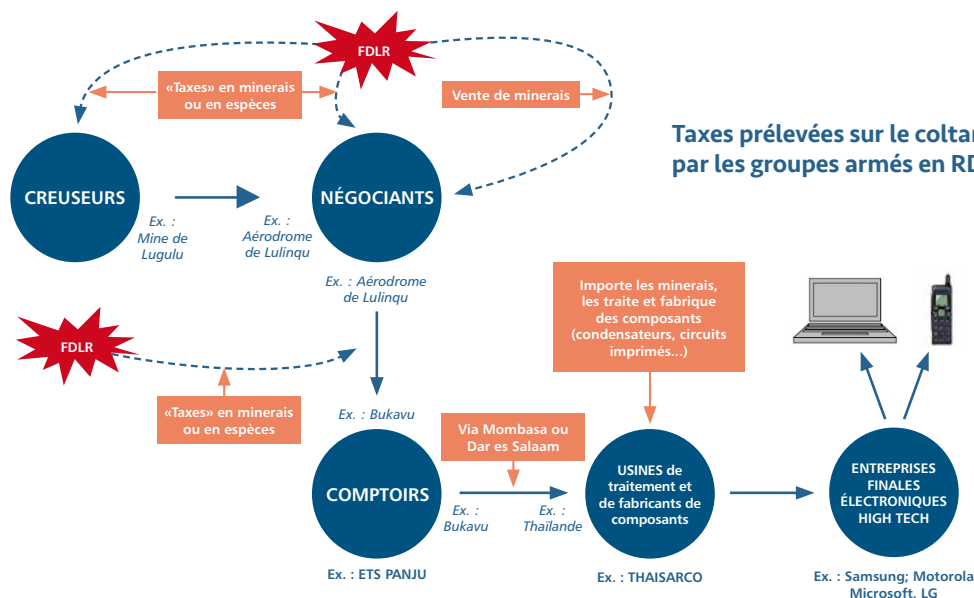 FDLR
«Taxes» en minerais
ou en espèces
Vente de minerais
Taxes prélevées sur le coltan
par les groupes armés en RD
CREUSEURS
NÉGOCIANTS
Ex. :
Mine de
Lugulu
Ex. :
Aérodrome
de Lulinqu
Ex. : Aérodrome
de Lulinqu
Importe les minerais,
les traite et fabrique
des composants
(condensateurs, circuits
imprimés...)
FDLR
«Taxes» en minerais
ou en espèces
Ex. : Bukavu
Via Mombasa ou
Dar es Salaam
COMPTOIRS
Ex. :
Bukavu
Ex. :
Thaïlande
USINES de
traitement et
de fabricants de
composants
ENTREPRISES
FINALES
ÉLECTRONIQUES
HIGH TECH
Ex. : ETS PANJU
Ex. : THAISARCO
Ex. : Samsung; Motorola
Microsoft, LG